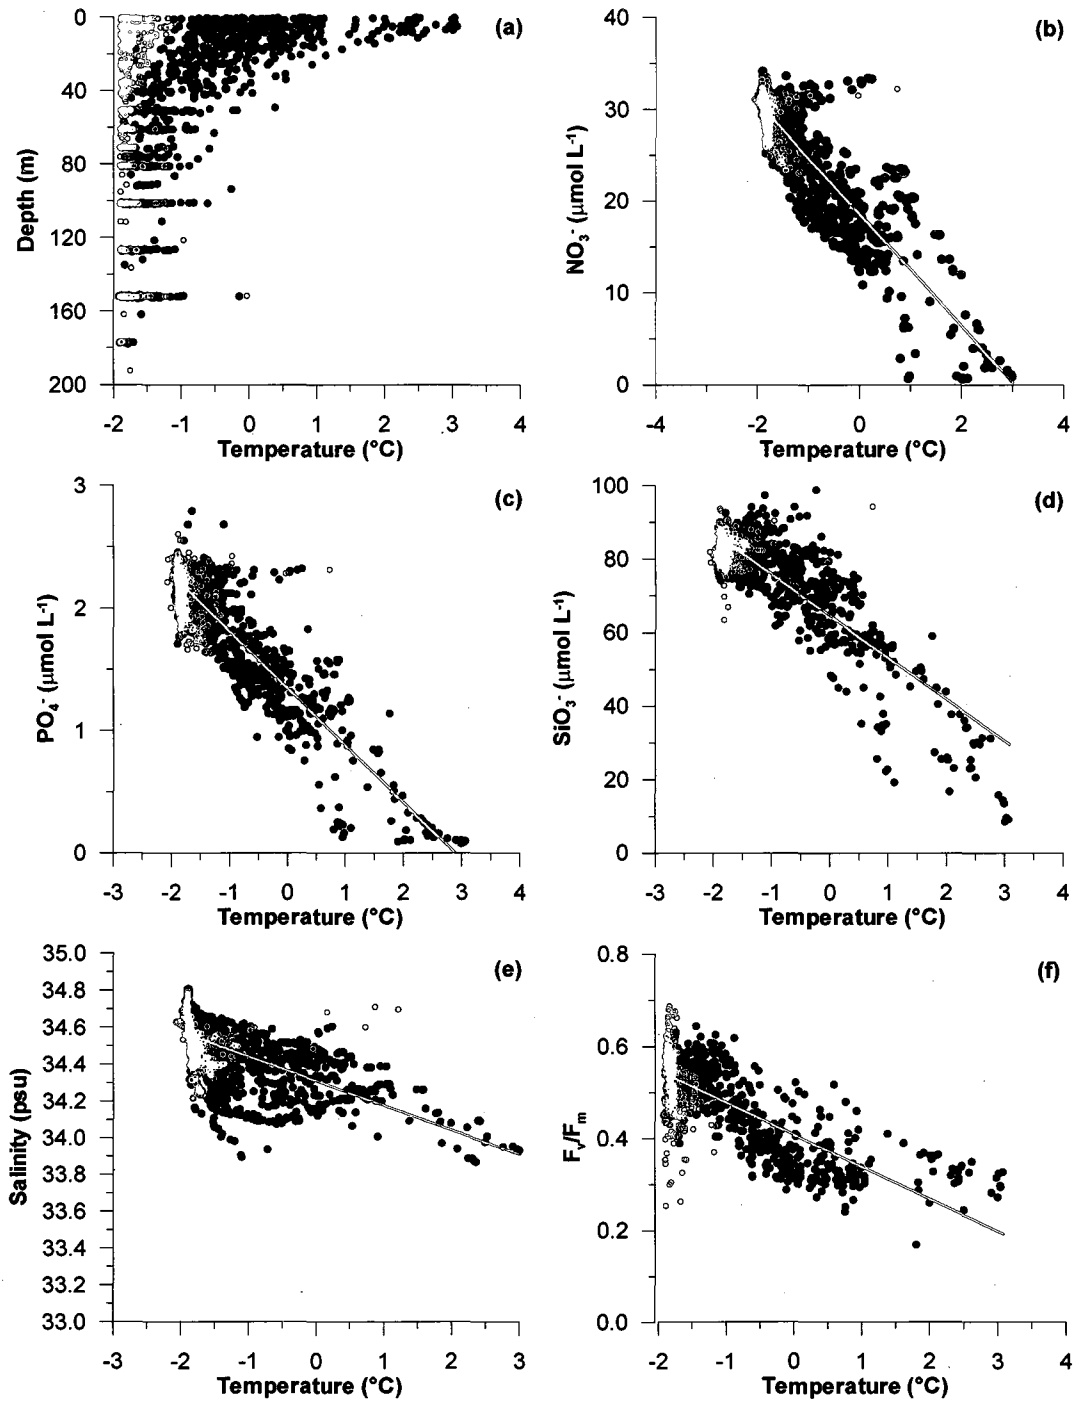 (a)
0
40
80
120
160
200
Depth (m)
-2 -1 0 1 2 3 4
Temperature (°C)
(b)
40
30
20
10
0
NO3- (µmol L-1)
-4 -2 0 2 4
Temperature (°C)
(c)
3
2
1
0
PO4- (µmol L-1)
-3 -2 -1 0 1 2 3 4
Temperature (°C)
(d)
100
80
60
40
20
0
SiO3- (µmol L-1)
-3 -2 -1 0 1 2 3 4
Temperature (°C)
(e)
35.0
34.8
34.6
34.4
34.2
34.0
33.8
33.6
33.4
33.2
33.0
Salinity (psu)
-3 -2 -1 0 1 2 3
Temperature (°C)
(f)
0.8
0.6
0.4
0.2
0.0
Fv/Fm
-2 -1 0 1 2 3 4
Temperature (°C)